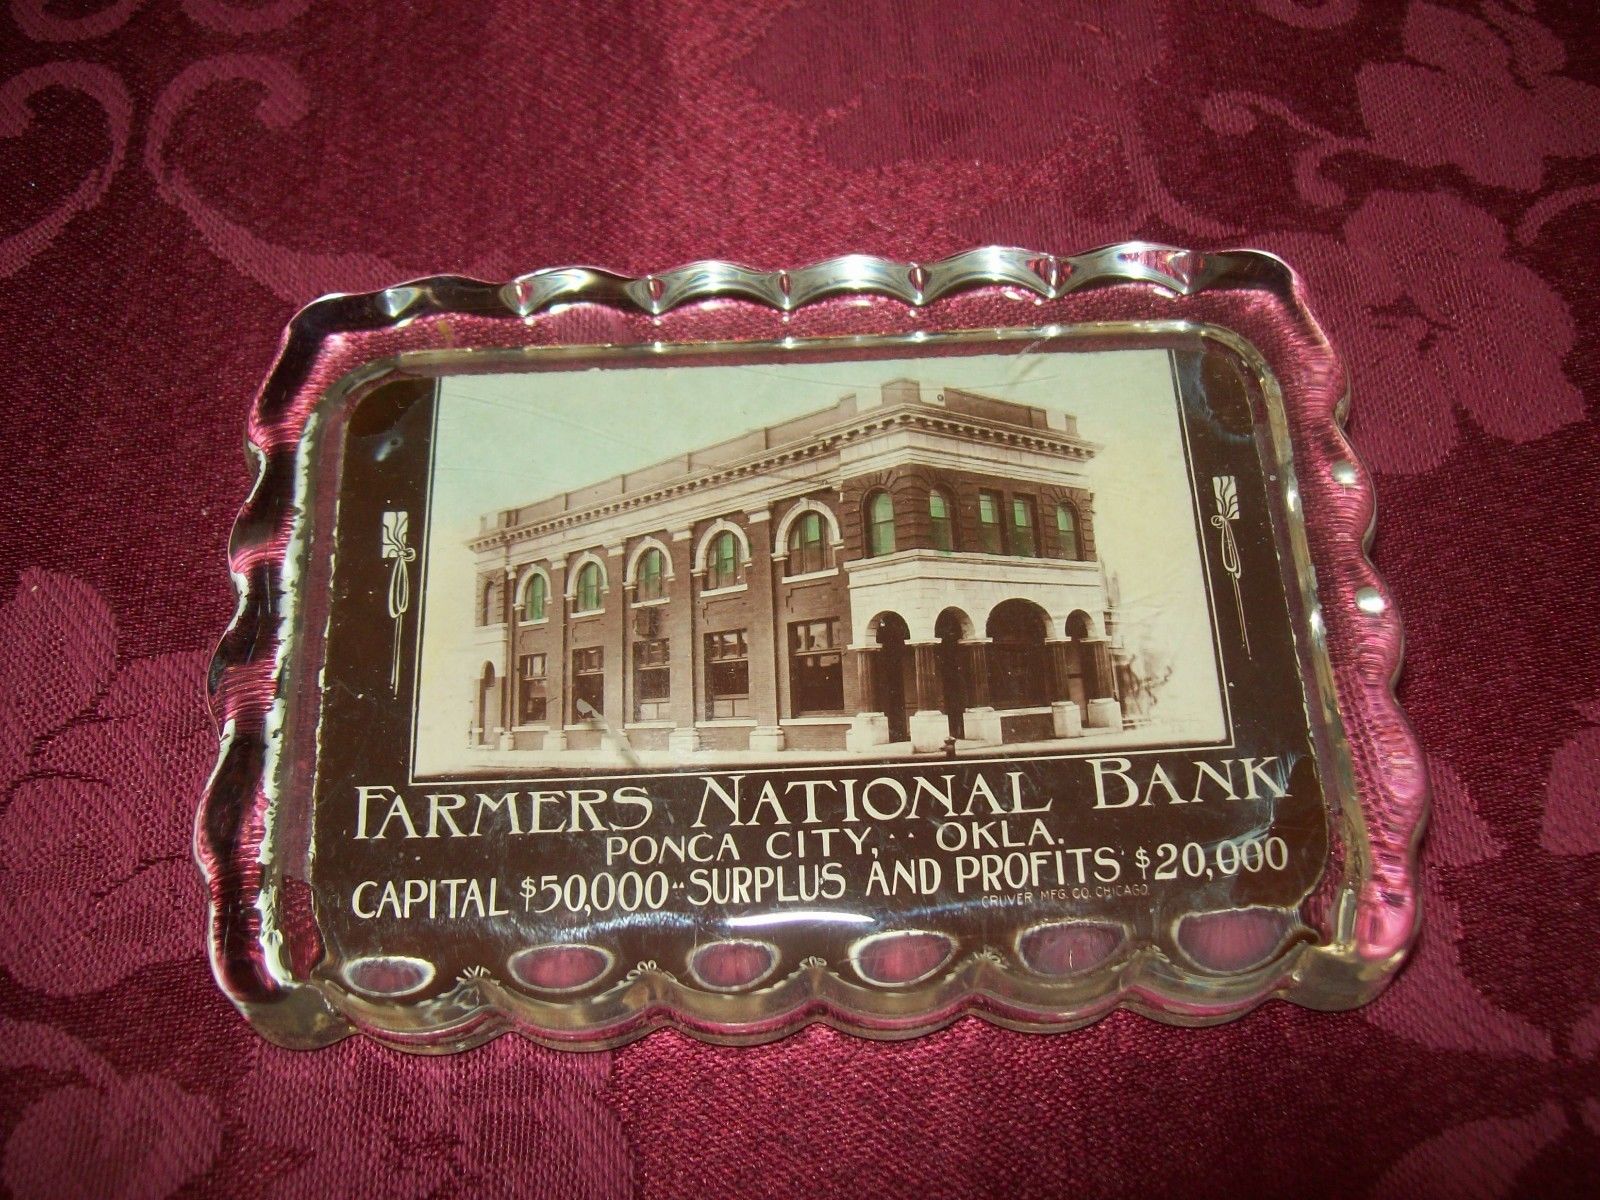 FARMERS NATIONAL BANK
PONCA CITY, OKLA.
CAPITAL $50,000 SURPLUS AND PROFITS $20,000
CRUVER MFG. CO. CHICAGO